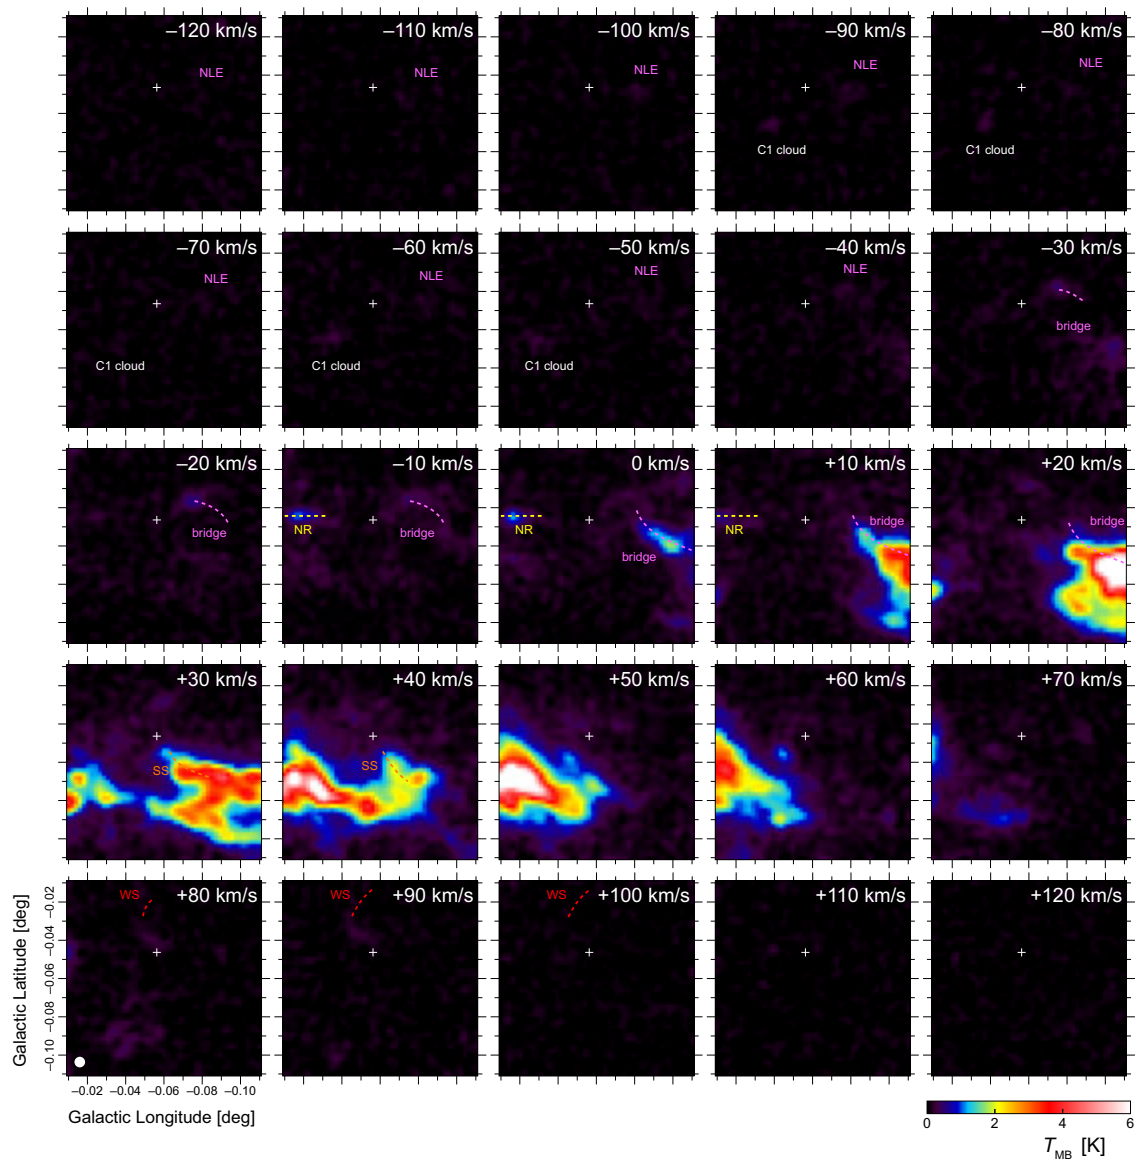 –120 km/s
NLE
–110 km/s
NLE
–100 km/s
NLE
–90 km/s
NLE
C1 cloud
–80 km/s
NLE
C1 cloud
–70 km/s
NLE
C1 cloud
–60 km/s
NLE
C1 cloud
–50 km/s
NLE
C1 cloud
–40 km/s
NLE
–30 km/s
bridge
–20 km/s
bridge
–10 km/s
NR
bridge
0 km/s
NR
bridge
+10 km/s
NR
bridge
+20 km/s
bridge
+30 km/s
SS
+40 km/s
SS
+50 km/s
+60 km/s
+70 km/s
+80 km/s
WS
+90 km/s
WS
+100 km/s
WS
+110 km/s
+120 km/s
Galactic Latitude [deg]
–0.02
–0.04
–0.06
–0.08
–0.10
–0.02 –0.04 –0.06 –0.08 –0.10
Galactic Longitude [deg]
0 2 4 6
TMB [K]